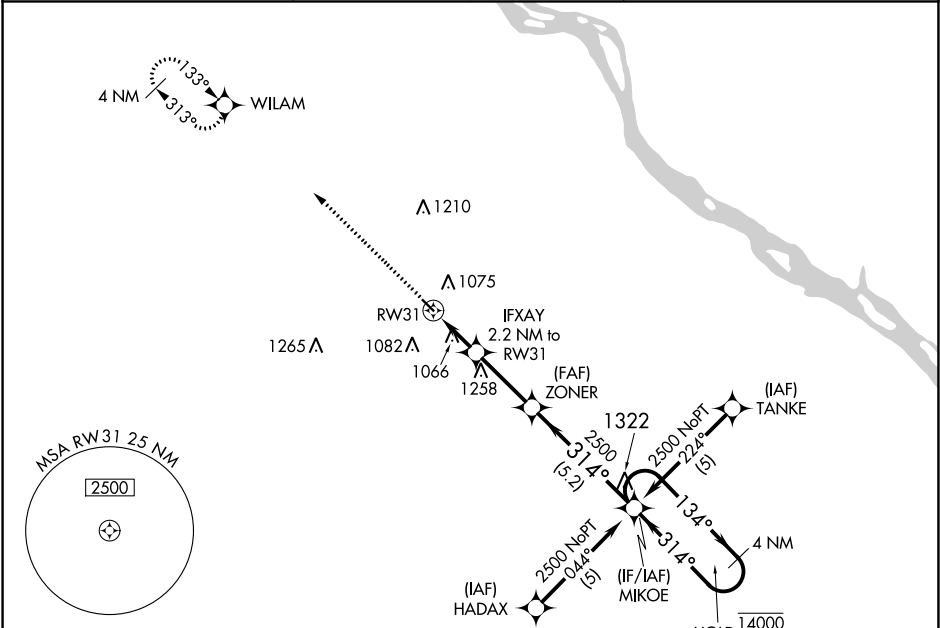 133°
4 NM
313°
WILAM
1210
1075
RW31
IFXAY
2.2 NM to
RW31
1265
1082
1066
1258
(FAF)
ZONER
1322
(IAF)
TANKE
2500 NoPT
224°
(5)
2500
314°
(5.2)
MSA RW31 25 NM
2500
134°
314°
4 NM
2500 NoPT
044°
(5)
(IF/IAF)
MIKOE
(IAF)
HADAX
14000